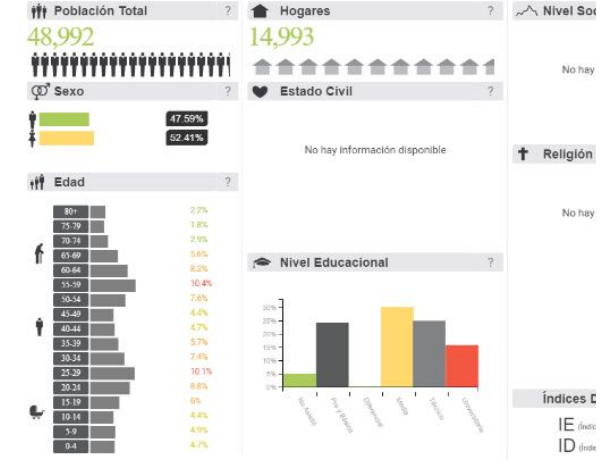 Población Total ?
48,992
Sexo ?
47.59%
52.41%
Edad ?
80+ 2.2%
75-79 1.8%
70-74 2.9%
65-69 5.6%
60-64 8.2%
55-59 10.4%
50-54 7.6%
45-49 4.4%
40-44 4.7%
35-39 5.7%
30-34 7.4%
25-29 10.1%
20-24 8.8%
15-19 6%
10-14 4.4%
5-9 4.9%
0-4 4.7%
Hogares ?
14,993
Estado Civil ?
No hay información disponible
Nivel Educacional ?
30%
25%
20%
15%
10%
5%
0%
No Asistió
Pre y Básica
Diferencial
Media
Técnico
Universitaria
Nivel Soc
No hay
Religión
No hay
Índices D
IE (Índic
ID (Índic